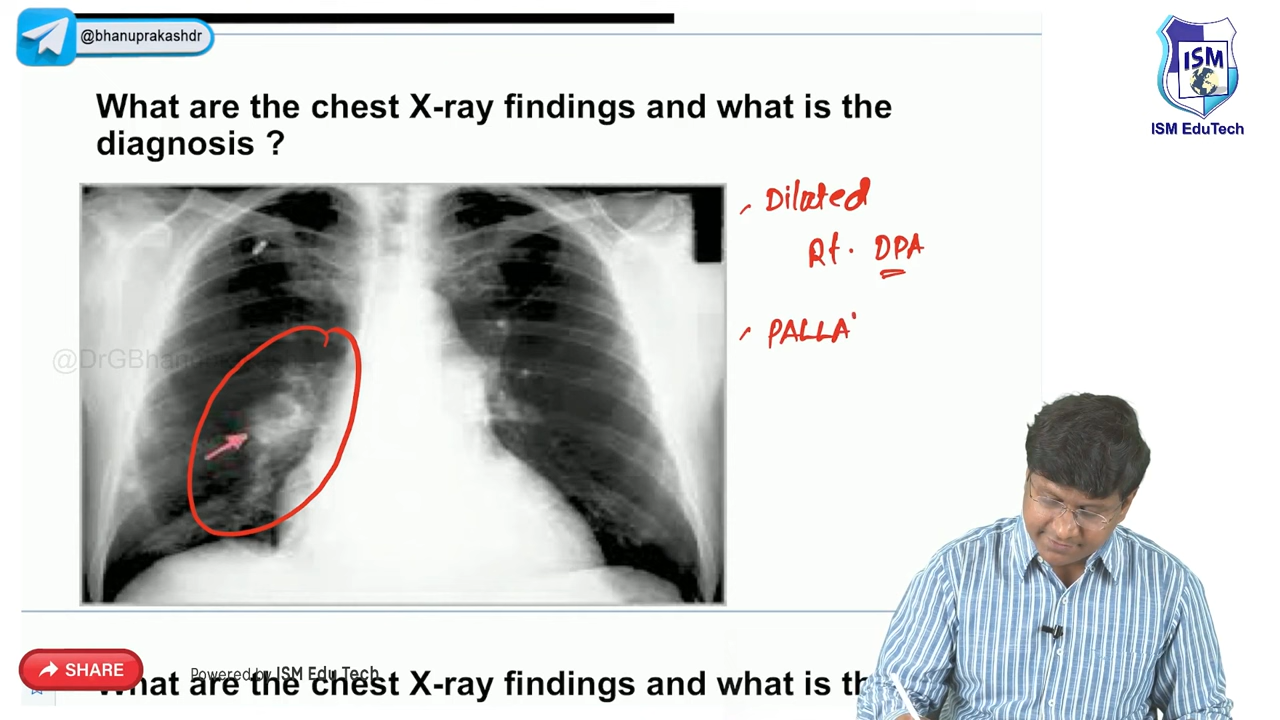 @bhanuprakashdr
ISM
ISM EduTech
What are the chest X-ray findings and what is the
diagnosis ?
Dilated
Rt. DPA
PALLA
@DrGBhanu
SHARE
Powered by ISM Edu Tech
What are the chest X-ray findings and what is th